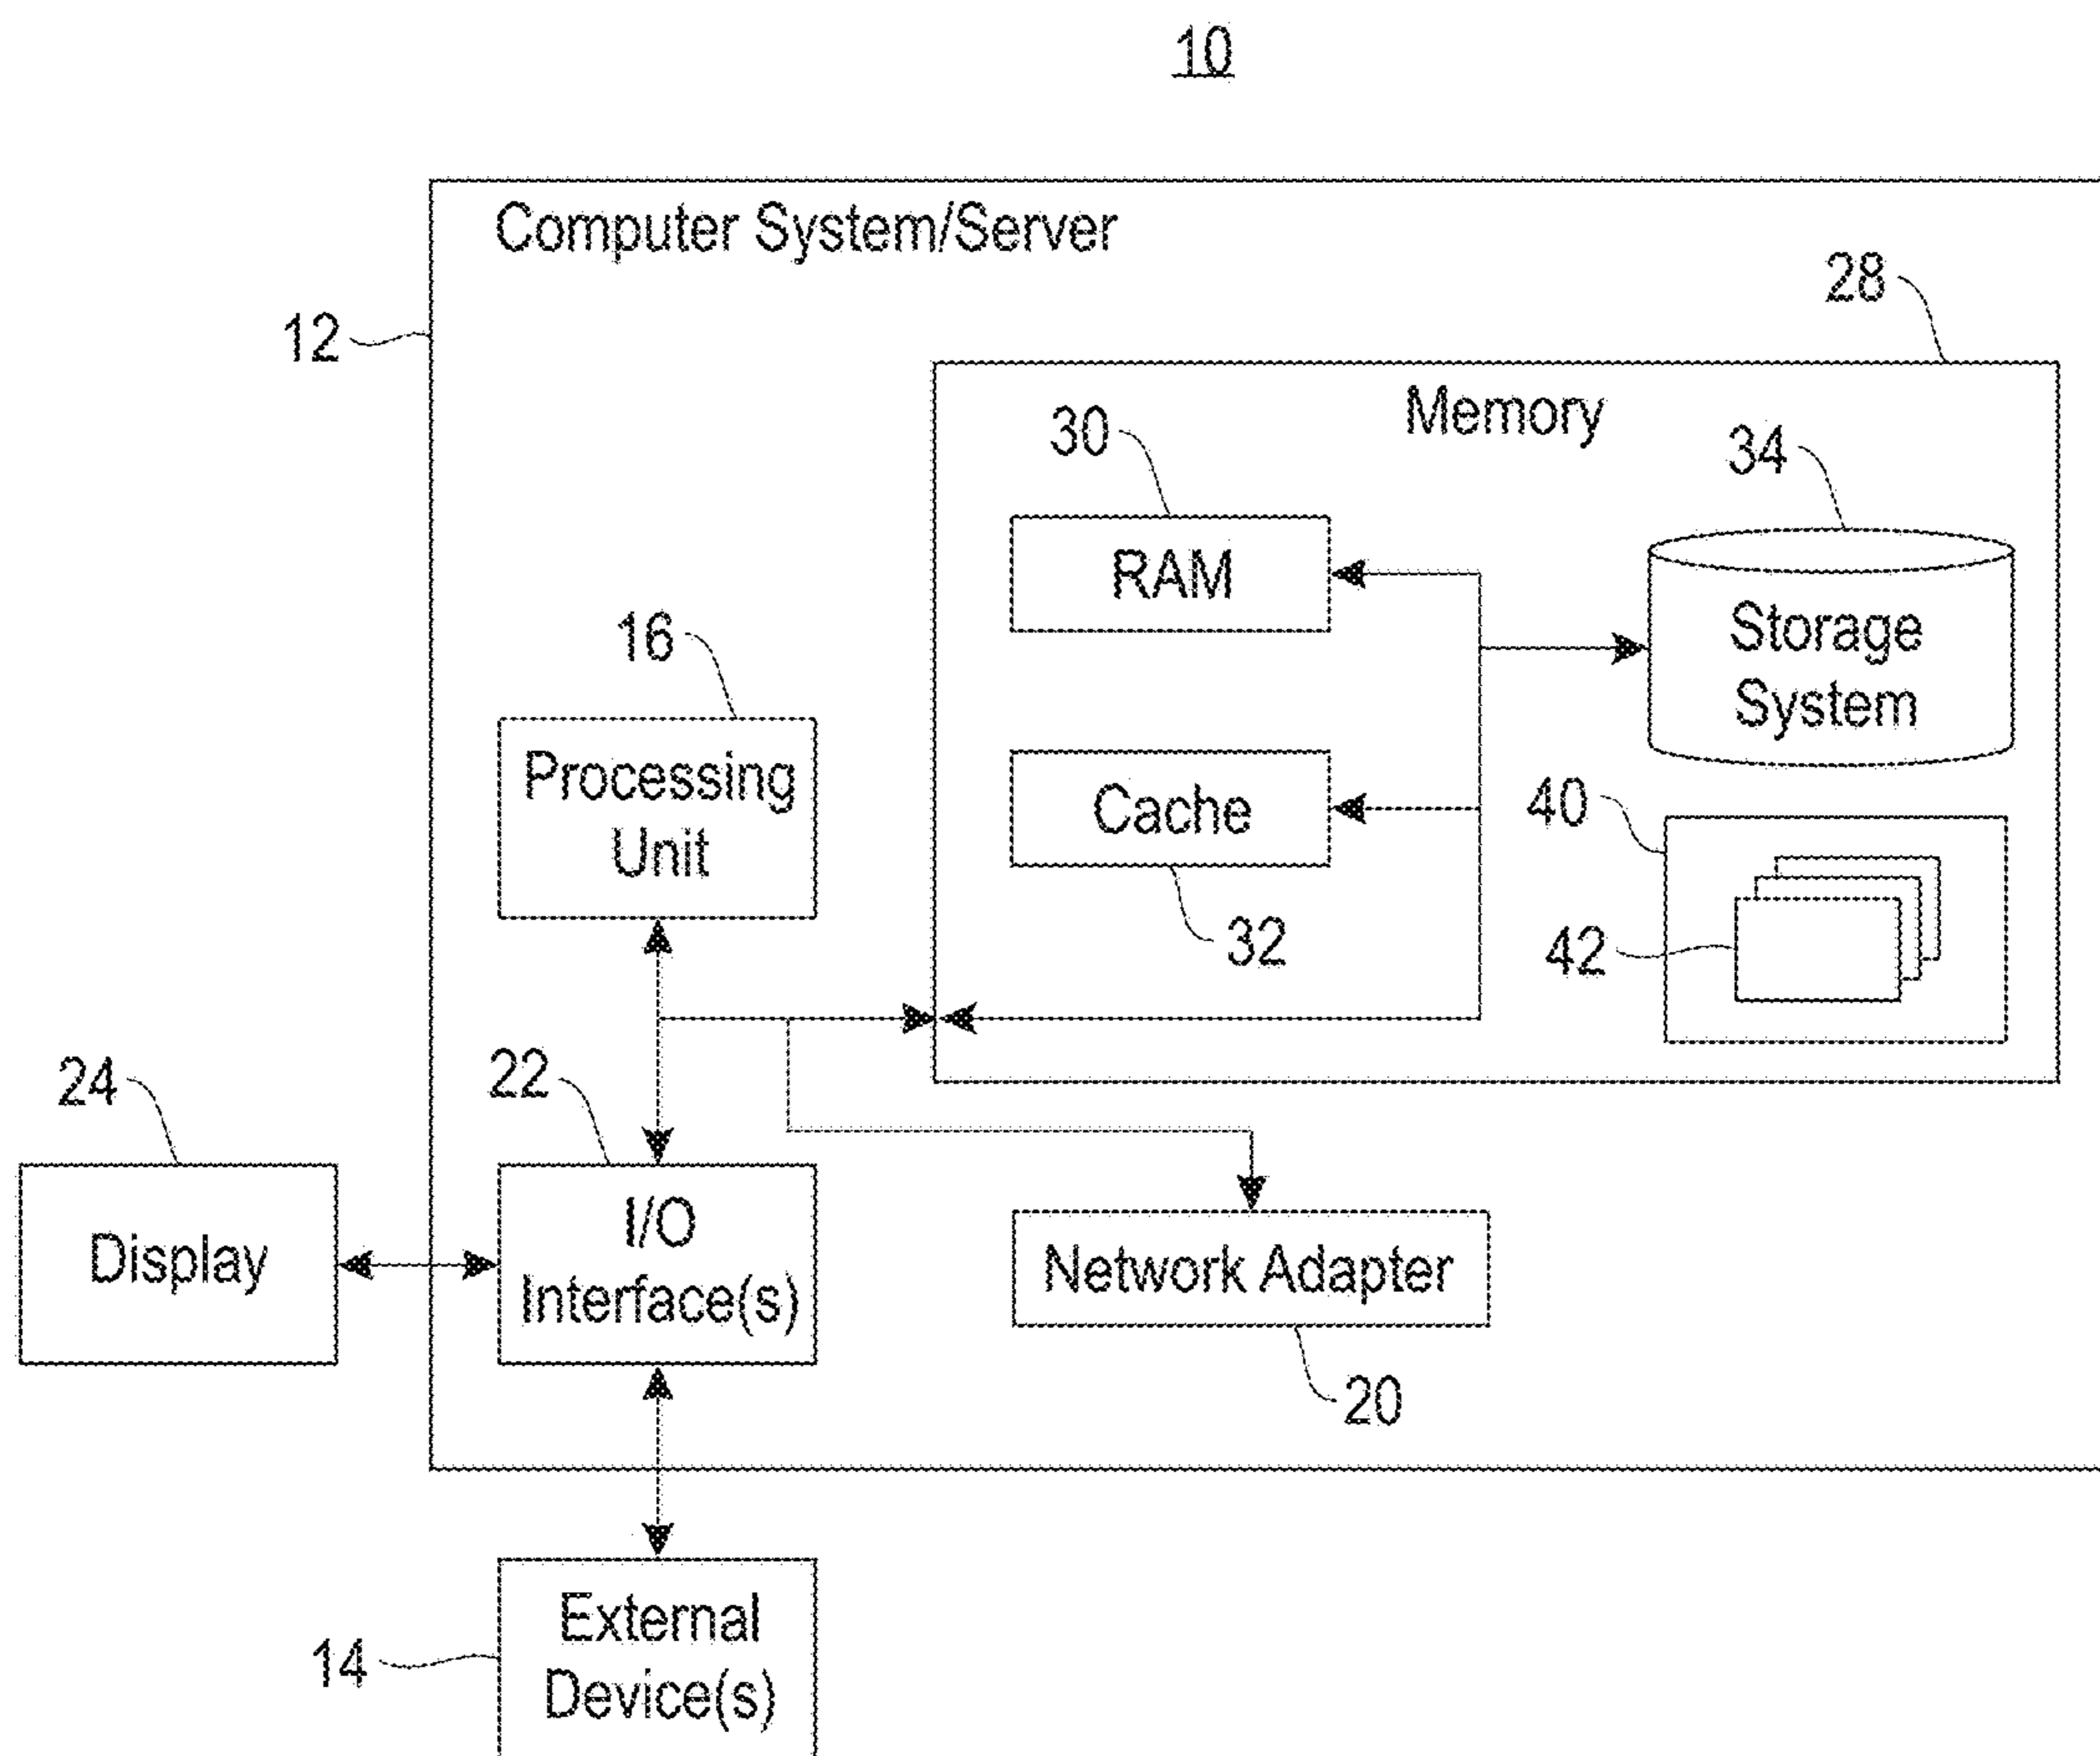 10
Computer System/Server
28
12
Memory
30
34
RAM
Storage
System
16
Processing
Unit
Cache
40
32
42
24
22
Display
I/O
Interface(s)
Network Adapter
20
External
Device(s)
14